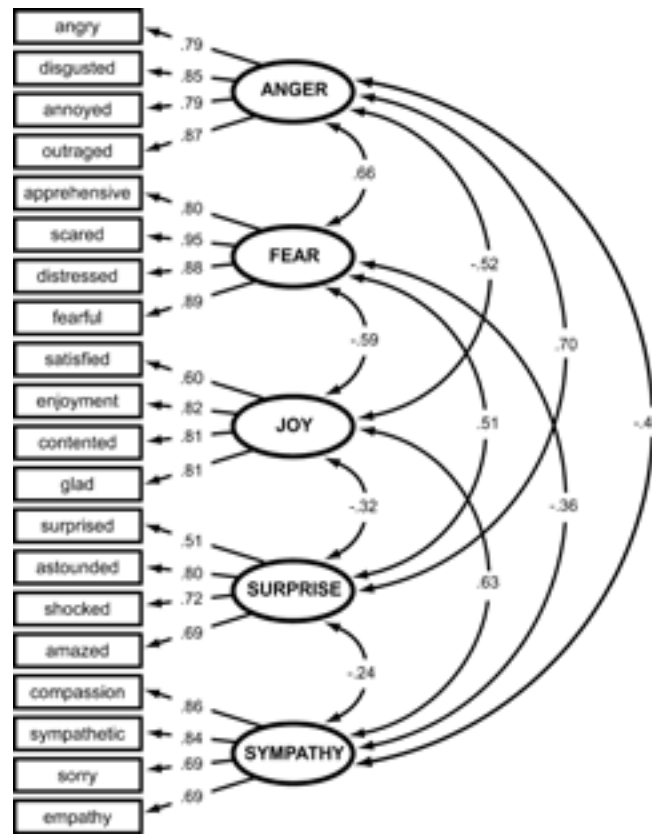 angry
.79
disgusted
.85
ANGER
annoyed
.79
outraged
.87
.66
apprehensive
.80
scared
.95
FEAR
-.52
distressed
.88
fearful
.89
-.59
.70
satisfied
.60
enjoyment
.82
JOY
.51
-.4
contented
.81
glad
.81
-.32
-.36
surprised
.51
astounded
.80
SURPRISE
.63
shocked
.72
amazed
.69
-.24
compassion
.86
sympathetic
.84
SYMPATHY
sorry
.69
empathy
.69